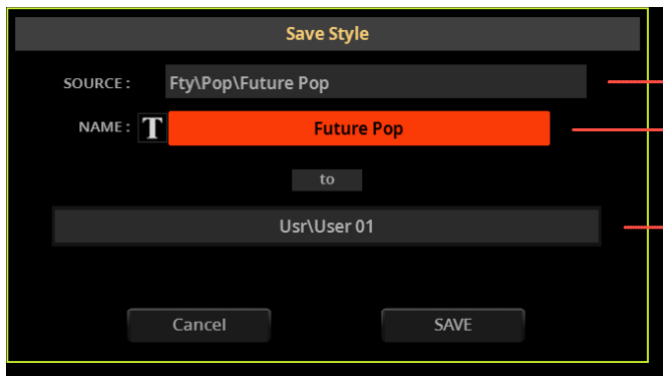 Save Style
SOURCE: Fty\Pop\Future Pop
NAME: T Future Pop
to
Usr\User 01
Cancel SAVE